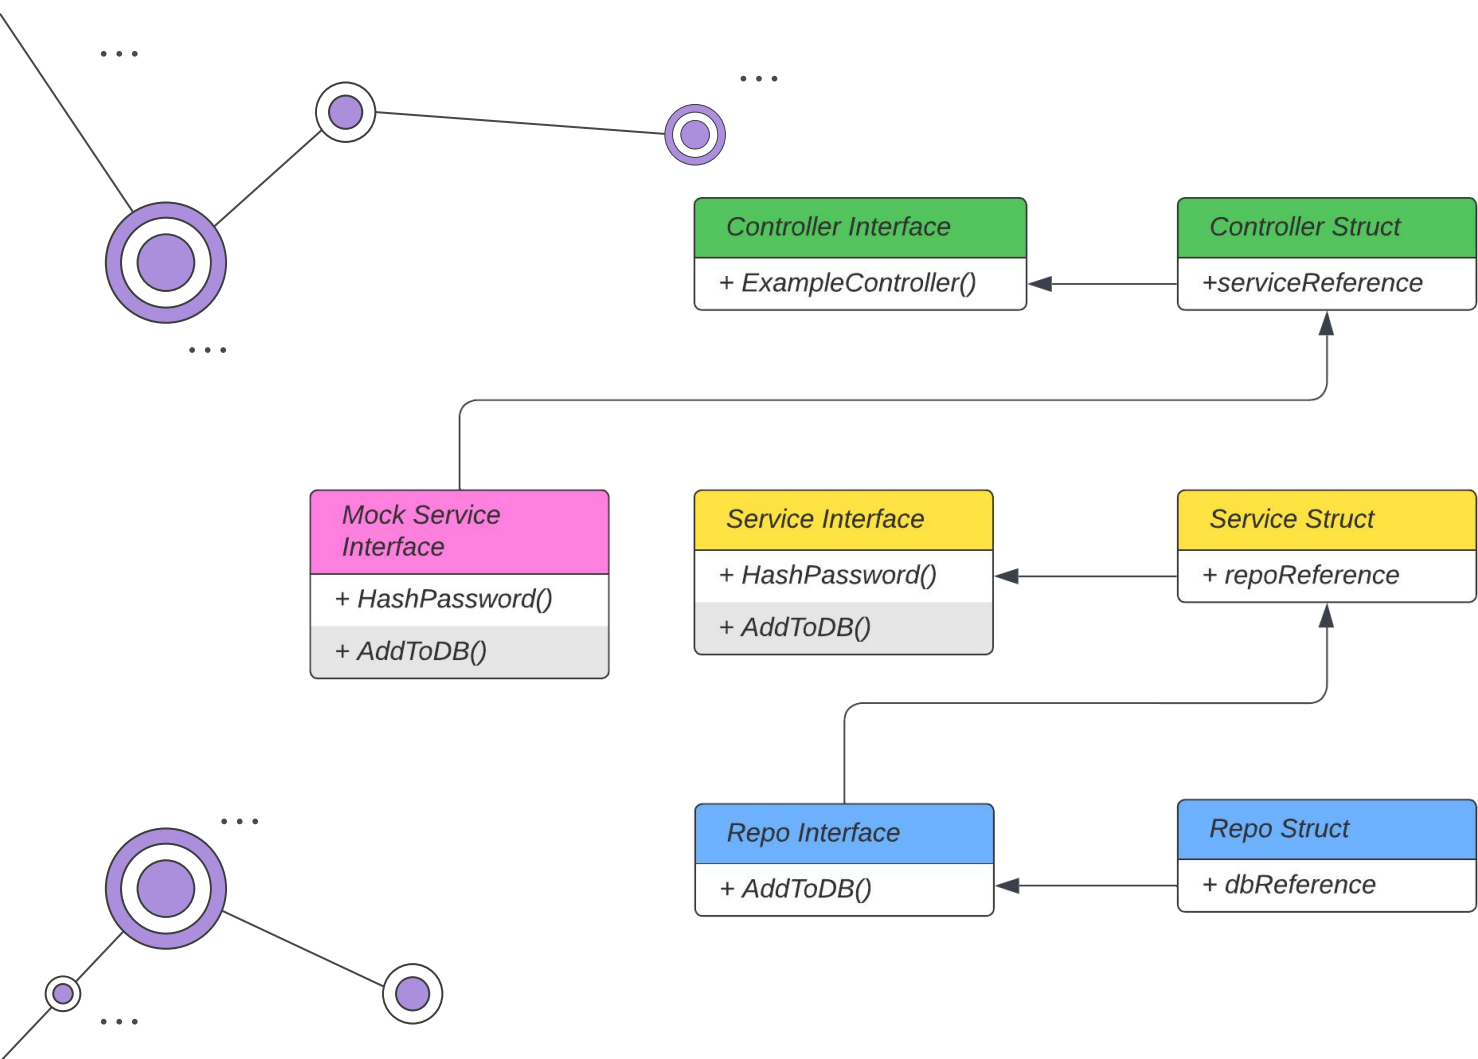 Controller Interface
+ ExampleController()
Controller Struct
+serviceReference
Mock Service
Interface
+ HashPassword()
+ AddToDB()
Service Interface
+ HashPassword()
+ AddToDB()
Service Struct
+ repoReference
Repo Interface
+ AddToDB()
Repo Struct
+ dbReference